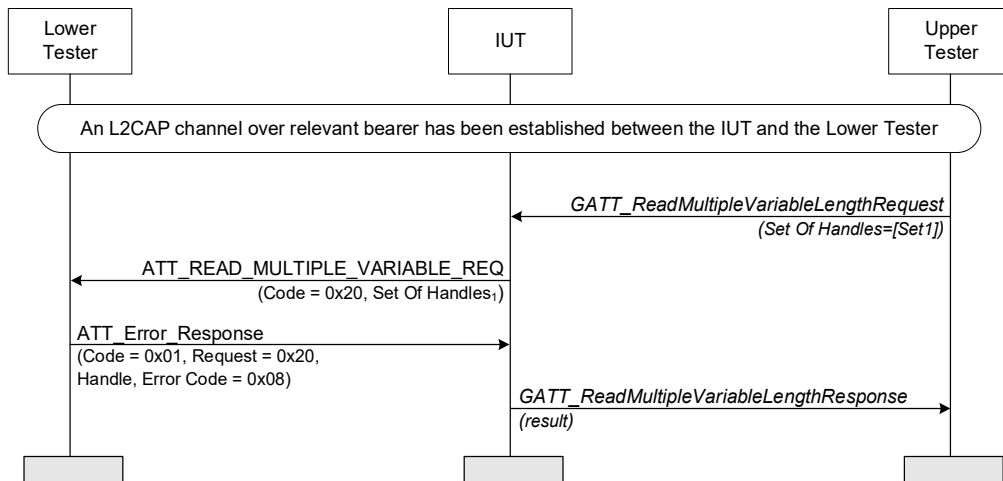 Lower
Tester
IUT
Upper
Tester
An L2CAP channel over relevant bearer has been established between the IUT and the Lower Tester
GATT_ReadMultipleVariableLengthRequest
(Set Of Handles=[Set1])
ATT_READ_MULTIPLE_VARIABLE_REQ
(Code = 0x20, Set Of Handles₁)
ATT_Error_Response
(Code = 0x01, Request = 0x20,
Handle, Error Code = 0x08)
GATT_ReadMultipleVariableLengthResponse
(result)